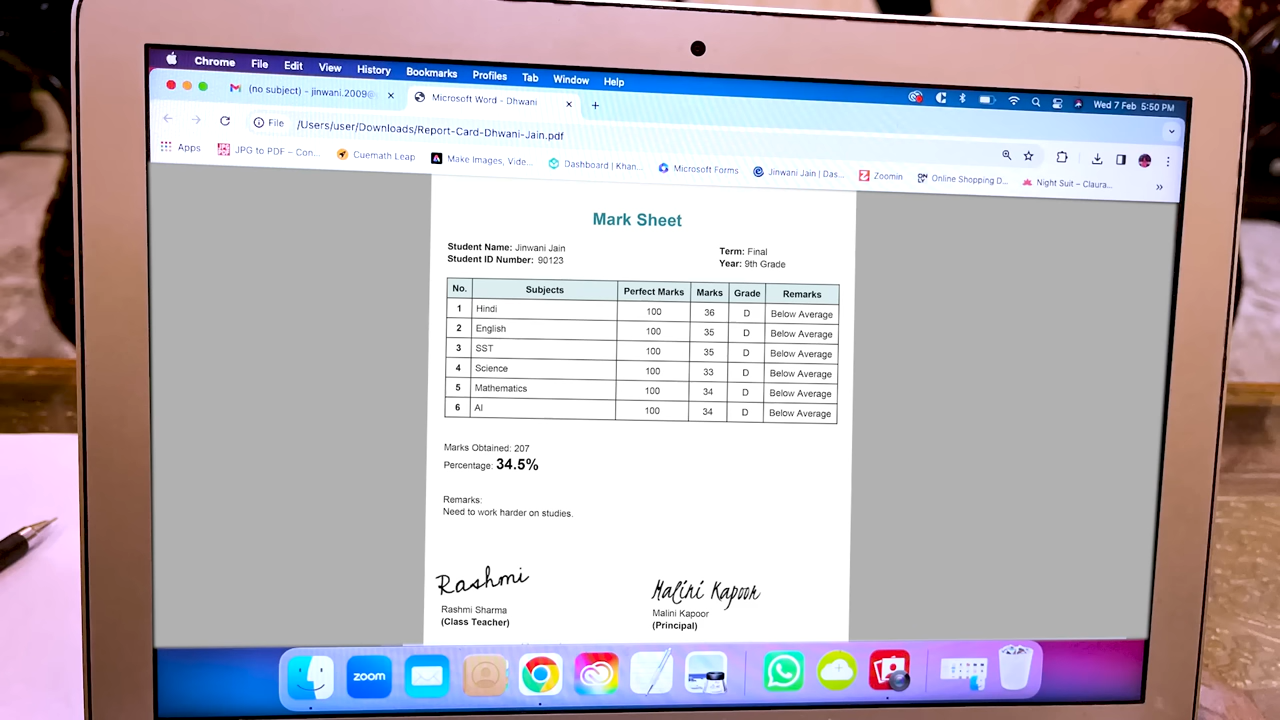 Chrome File Edit View History Bookmarks Profiles Tab Window Help Wed 7 Feb 5:50 PM
(no subject) - jinwani.2009@ Microsoft Word - Dhwani
File /Users/user/Downloads/Report-Card-Dhwani-Jain.pdf
Apps JPG to PDF – Con... Cuemath Leap Make Images, Vide... Dashboard | Khan... Microsoft Forms Jinwani Jain | Das... Zoomin Online Shopping D... Night Suit – Claura...
Mark Sheet
Student Name: Jinwani Jain Term: Final
Student ID Number: 90123 Year: 9th Grade
No. Subjects Perfect Marks Marks Grade Remarks
1 Hindi 100 36 D Below Average
2 English 100 35 D Below Average
3 SST 100 35 D Below Average
4 Science 100 33 D Below Average
5 Mathematics 100 34 D Below Average
6 AI 100 34 D Below Average
Marks Obtained: 207
Percentage: 34.5%
Remarks:
Need to work harder on studies.
Rashmi Malini Kapoor
Rashmi Sharma Malini Kapoor
(Class Teacher) (Principal)
zoom